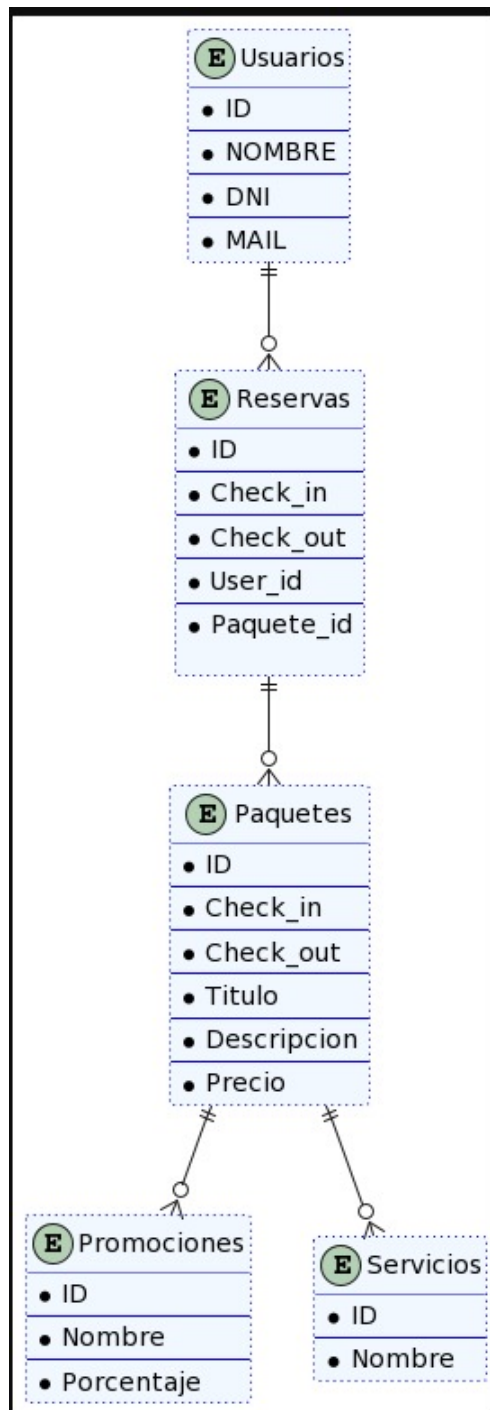 E Usuarios
ID
NOMBRE
DNI
MAIL
E Reservas
ID
Check_in
Check_out
User_id
Paquete_id
E Paquetes
ID
Check_in
Check_out
Titulo
Descripcion
Precio
E Promociones
ID
Nombre
Porcentaje
E Servicios
ID
Nombre